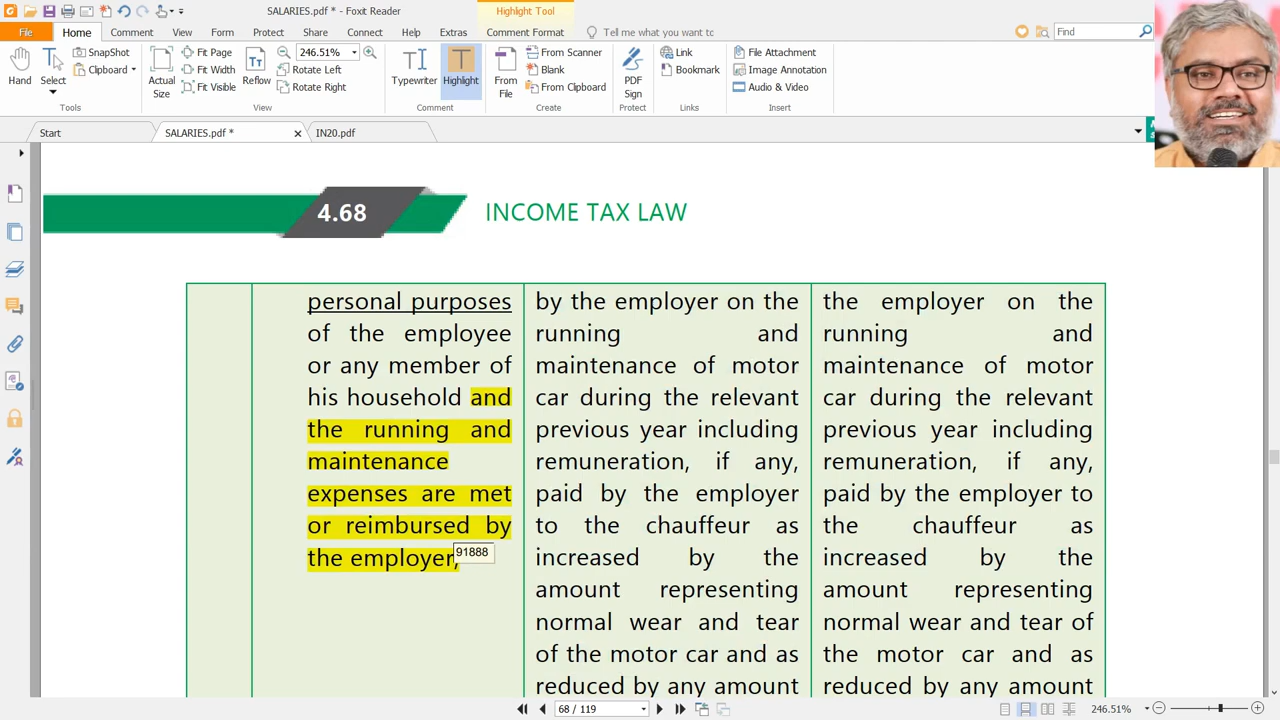 SALARIES.pdf * - Foxit Reader
Highlight Tool
File Home Comment View Form Protect Share Connect Help Extras Comment Format Tell me what you want tc Find
Hand
Select
SnapShot
Clipboard
Actual Size
Fit Page
Fit Width
Fit Visible
Reflow
246.51%
Rotate Left
Rotate Right
Typewriter
Highlight
From File
From Scanner
Blank
From Clipboard
PDF Sign
Link
Bookmark
File Attachment
Image Annotation
Audio & Video
Tools View Comment Create Protect Links Insert
Start SALARIES.pdf * IN20.pdf
4.68 INCOME TAX LAW
personal purposes
of the employee
or any member of
his household and
the running and
maintenance
expenses are met
or reimbursed by
the employer,
91888
by the employer on the
running and
maintenance of motor
car during the relevant
previous year including
remuneration, if any,
paid by the employer
to the chauffeur as
increased by the
amount representing
normal wear and tear
of the motor car and as
reduced by any amount
the employer on the
running and
maintenance of motor
car during the relevant
previous year including
remuneration, if any,
paid by the employer to
the chauffeur as
increased by the
amount representing
normal wear and tear of
the motor car and as
reduced by any amount
68 / 119
246.51%